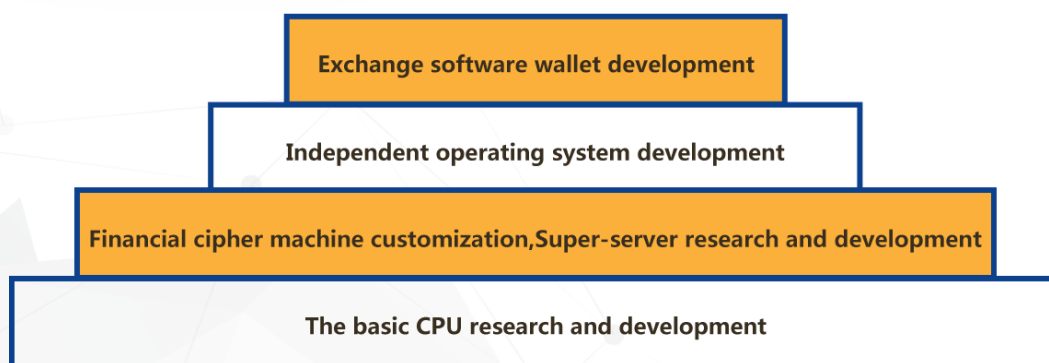 Exchange software wallet development
Independent operating system development
Financial cipher machine customization,Super-server research and development
The basic CPU research and development